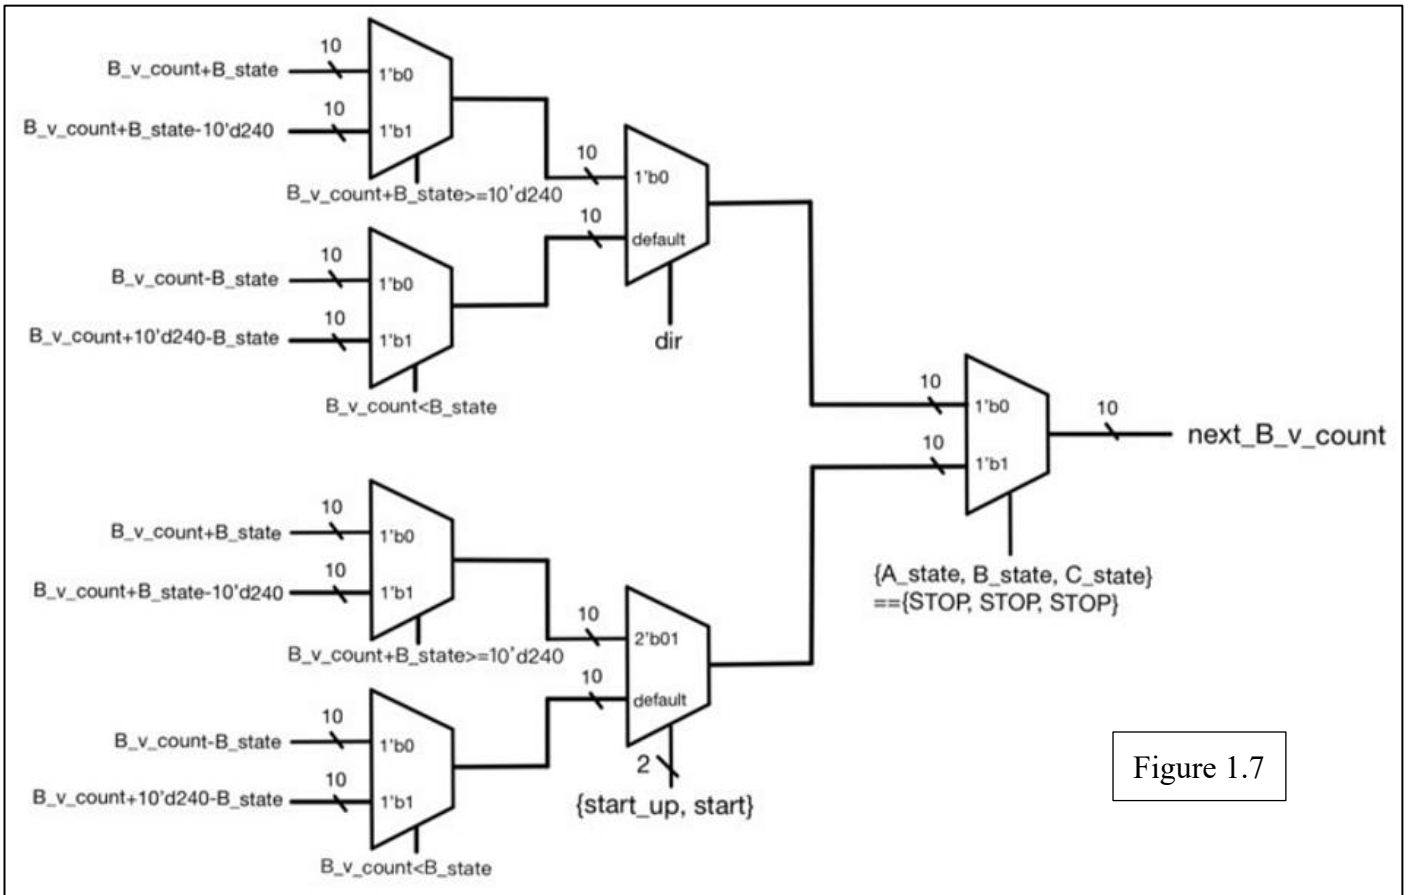 10
B_v_count+B_state
1'b0
10
B_v_count+B_state-10'd240
1'b1
B_v_count+B_state>=10'd240
10
1'b0
10
default
dir
10
B_v_count-B_state
1'b0
10
B_v_count+10'd240-B_state
1'b1
B_v_count<B_state
10
1'b0
10
1'b1
10
next_B_v_count
{A_state, B_state, C_state}
=={STOP, STOP, STOP}
10
B_v_count+B_state
1'b0
10
B_v_count+B_state-10'd240
1'b1
B_v_count+B_state>=10'd240
10
2'b01
10
default
2
{start_up, start}
10
B_v_count-B_state
1'b0
10
B_v_count+10'd240-B_state
1'b1
B_v_count<B_state
Figure 1.7